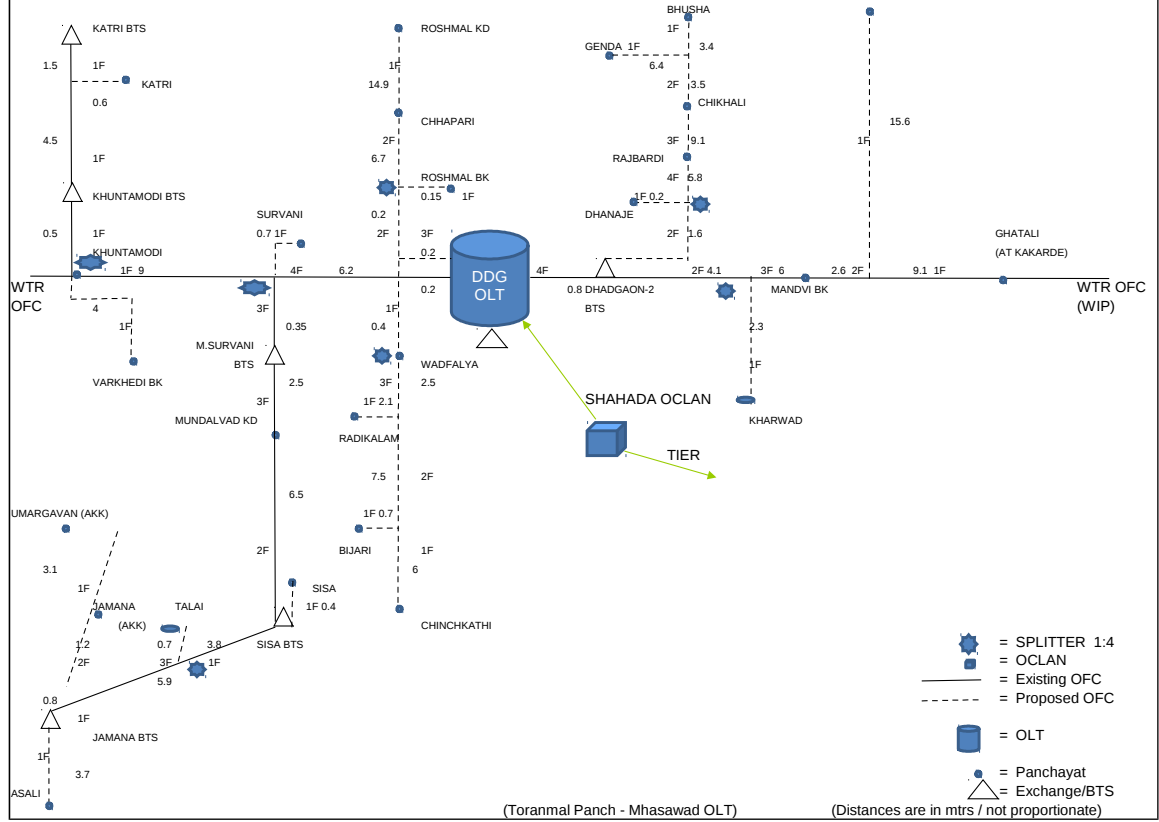 BHUSHA
KATRI BTS
ROSHMAL KD
1F
GENDA 1F
3.4
1.5
1F
1F
6.4
KATRI
14.9
2F
3.5
0.6
CHIKHALI
CHHAPARI
15.6
4.5
2F
3F
9.1
1F
1F
6.7
RAJBARDI
ROSHMAL BK
4F
5.8
KHUNTAMODI BTS
0.15
1F
1F 0.2
SURVANI
0.2
DHANAJE
0.5
1F
0.7 1F
2F
3F
2F
1.6
GHATALI
KHUNTAMODI
0.2
(AT KAKARDE)
1F 9
4F
6.2
DDG
OLT
4F
2F 4.1
3F 6
2.6 2F
9.1 1F
WTR
OFC
0.2
0.8 DHADGAON-2
BTS
MANDVI BK
WTR OFC
(WIP)
4
3F
1F
1F
0.35
0.4
2.3
M.SURVANI
BTS
WADFALYA
1F
VARKHEDI BK
2.5
3F
2.5
3F
1F 2.1
SHAHADA OCLAN
MUNDALVAD KD
KHARWAD
RADIKALAM
TIER
7.5
2F
6.5
UMARGAVAN (AKK)
1F 0.7
2F
BIJARI
1F
3.1
6
1F
SISA
JAMANA
(AKK)
TALAI
1F 0.4
CHINCHKATHI
1.2
0.7
3.8
SISA BTS
= SPLITTER 1:4
2F
3F
1F
= OCLAN
5.9
= Existing OFC
0.8
= Proposed OFC
1F
JAMANA BTS
= OLT
1F
3.7
= Panchayat
ASALI
= Exchange/BTS
(Toranmal Panch - Mhasawad OLT)
(Distances are in mtrs / not proportionate)